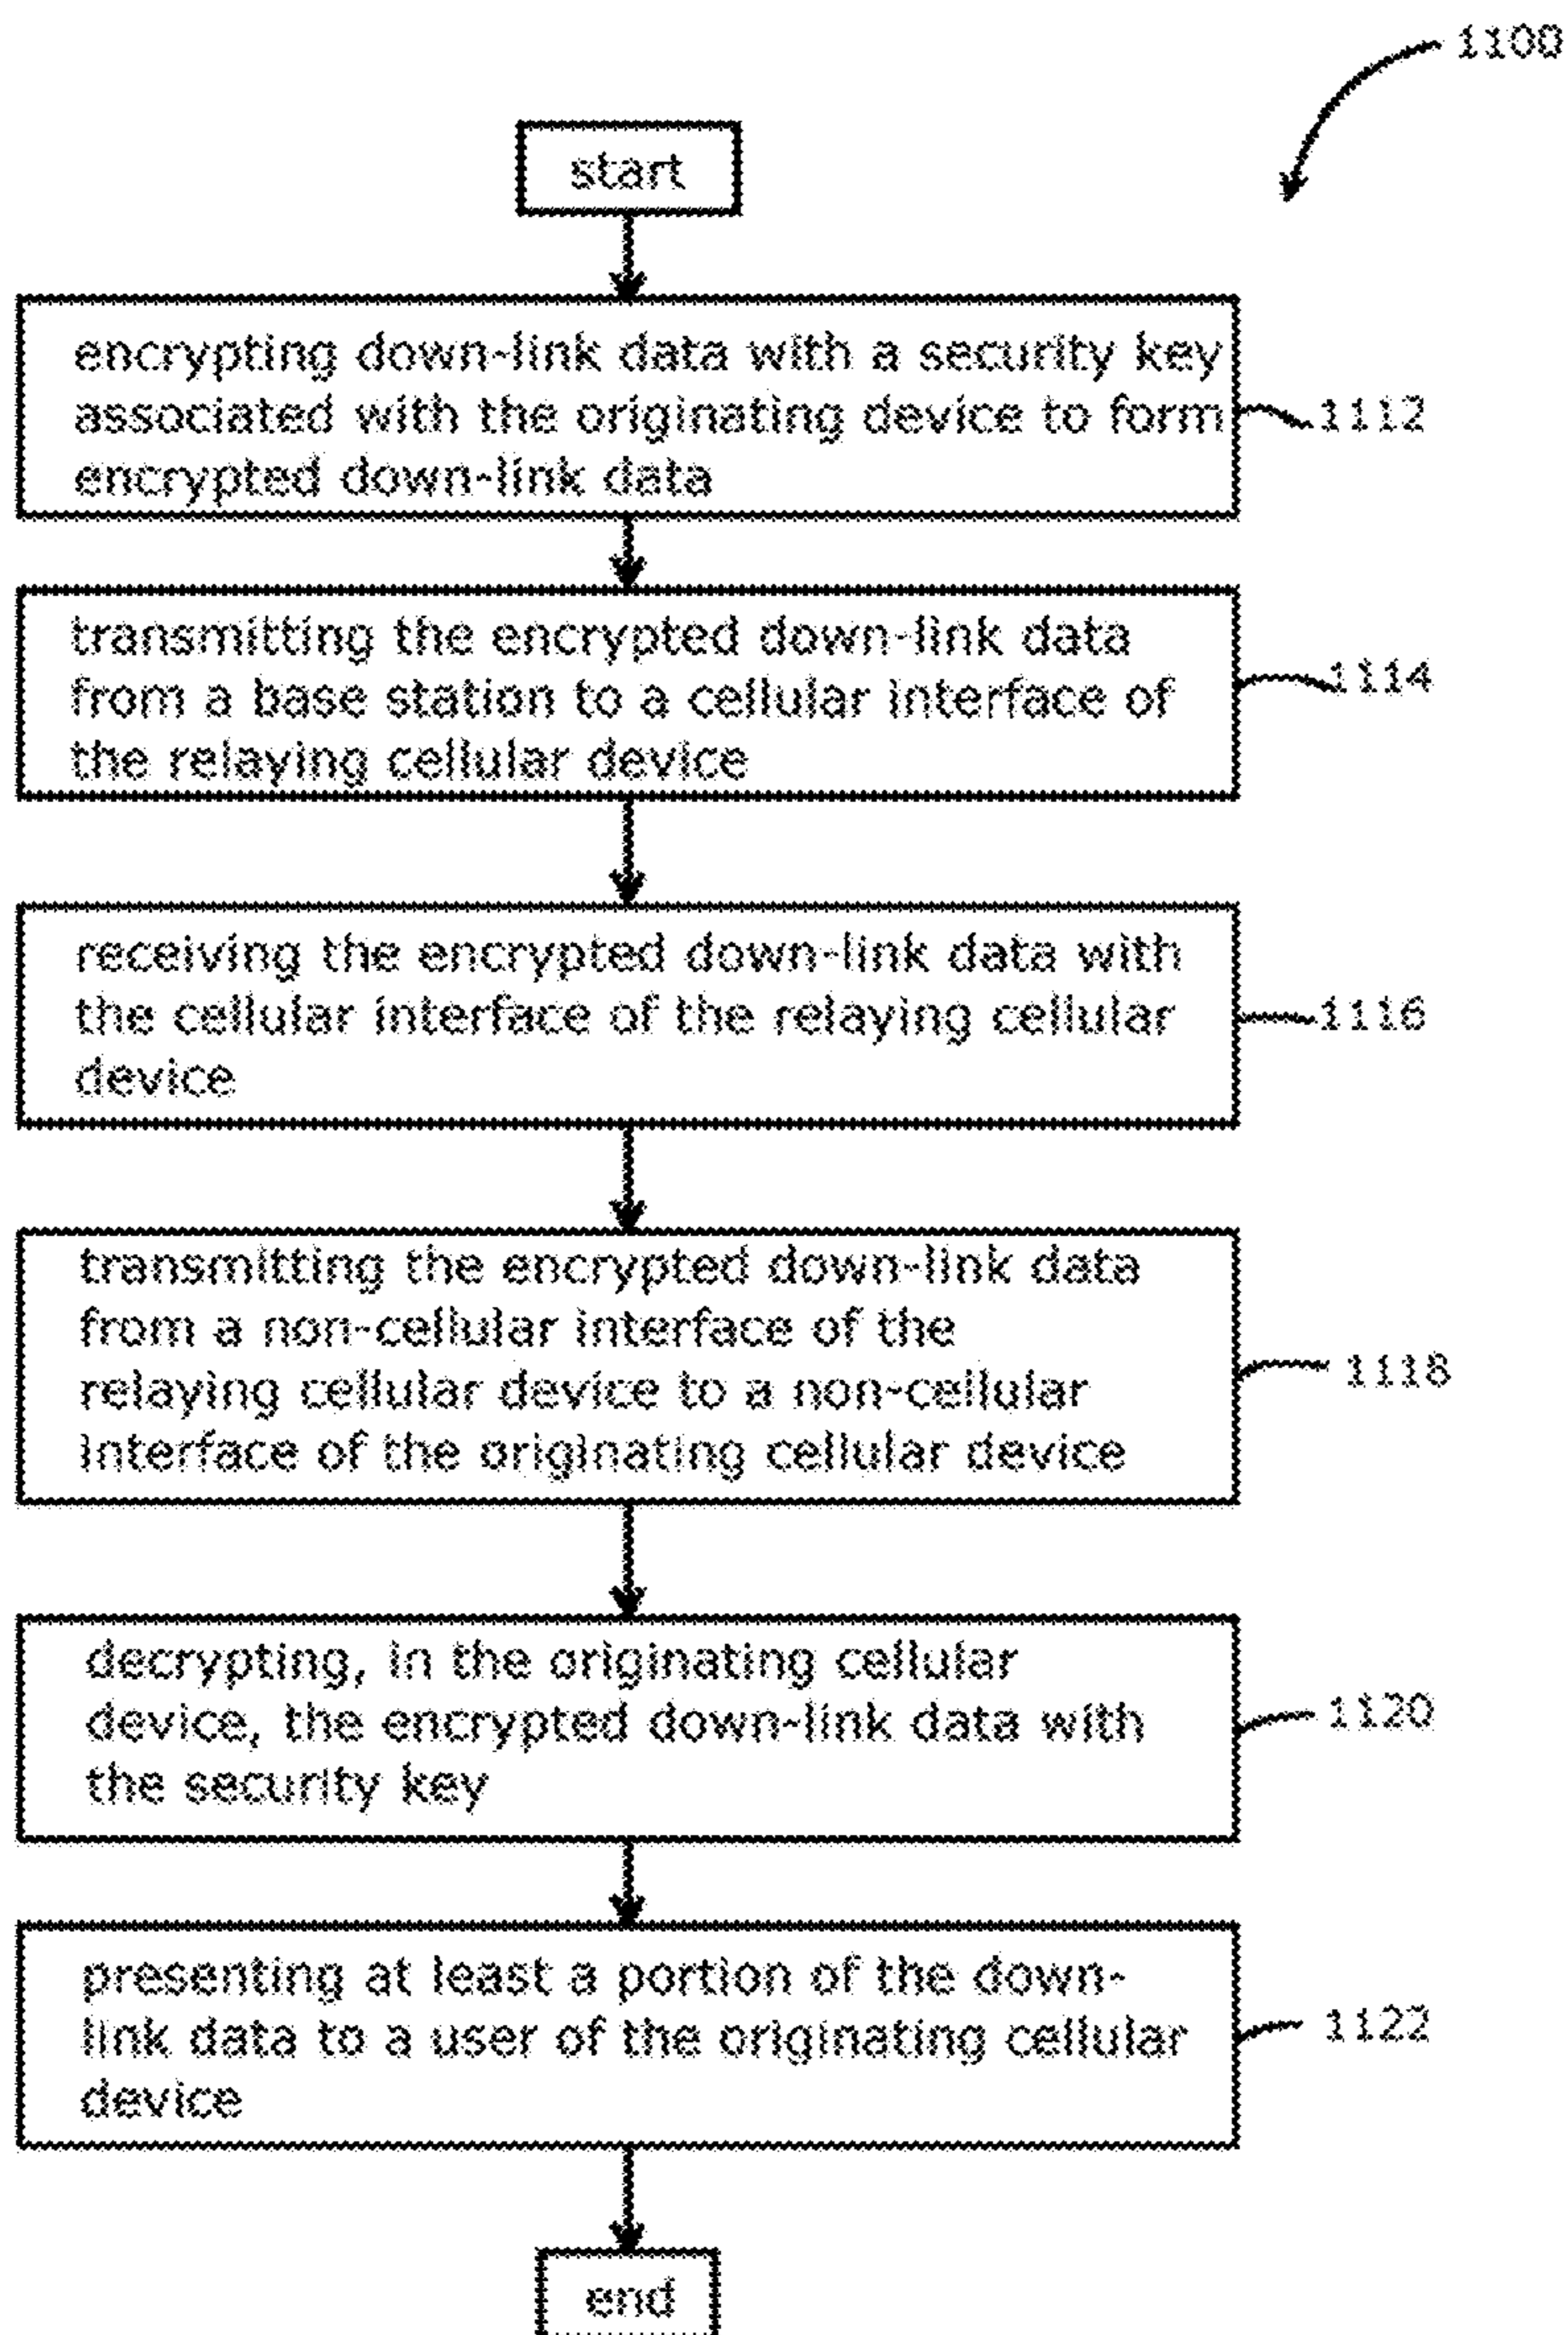 1100
start
encrypting down-link data with a security key
associated with the originating device to form
encrypted down-link data
1112
transmitting the encrypted down-link data
from a base station to a cellular interface of
the relaying cellular device
1114
receiving the encrypted down-link data with
the cellular interface of the relaying cellular
device
1116
transmitting the encrypted down-link data
from a non-cellular interface of the
relaying cellular device to a non-cellular
interface of the originating cellular device
1118
decrypting, in the originating cellular
device, the encrypted down-link data with
the security key
1120
presenting at least a portion of the down-
link data to a user of the originating cellular
device
1122
end